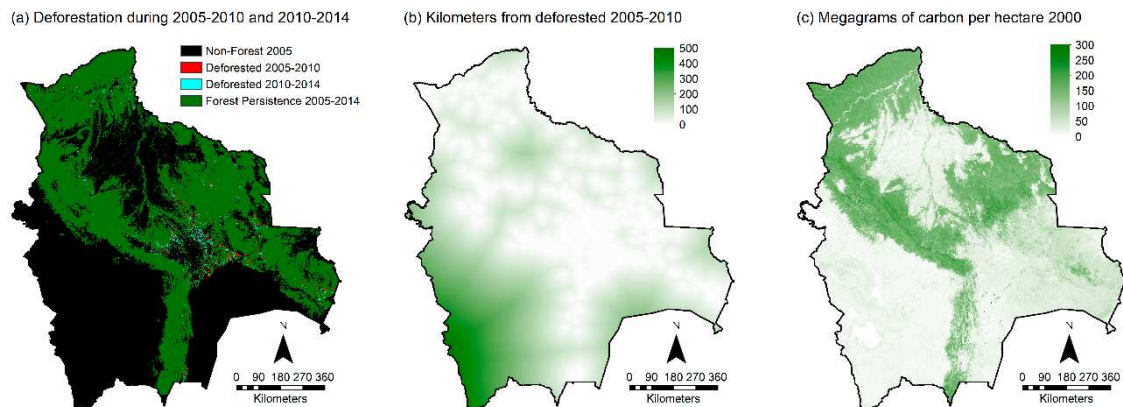 (a) Deforestation during 2005-2010 and 2010-2014
Non-Forest 2005
Deforested 2005-2010
Deforested 2010-2014
Forest Persistence 2005-2014
N
0 90 180 270 360
Kilometers
(b) Kilometers from deforested 2005-2010
500
400
300
200
100
0
N
0 90 180 270 360
Kilometers
(c) Megagrams of carbon per hectare 2000
300
250
200
150
100
50
0
N
0 90 180 270 360
Kilometers